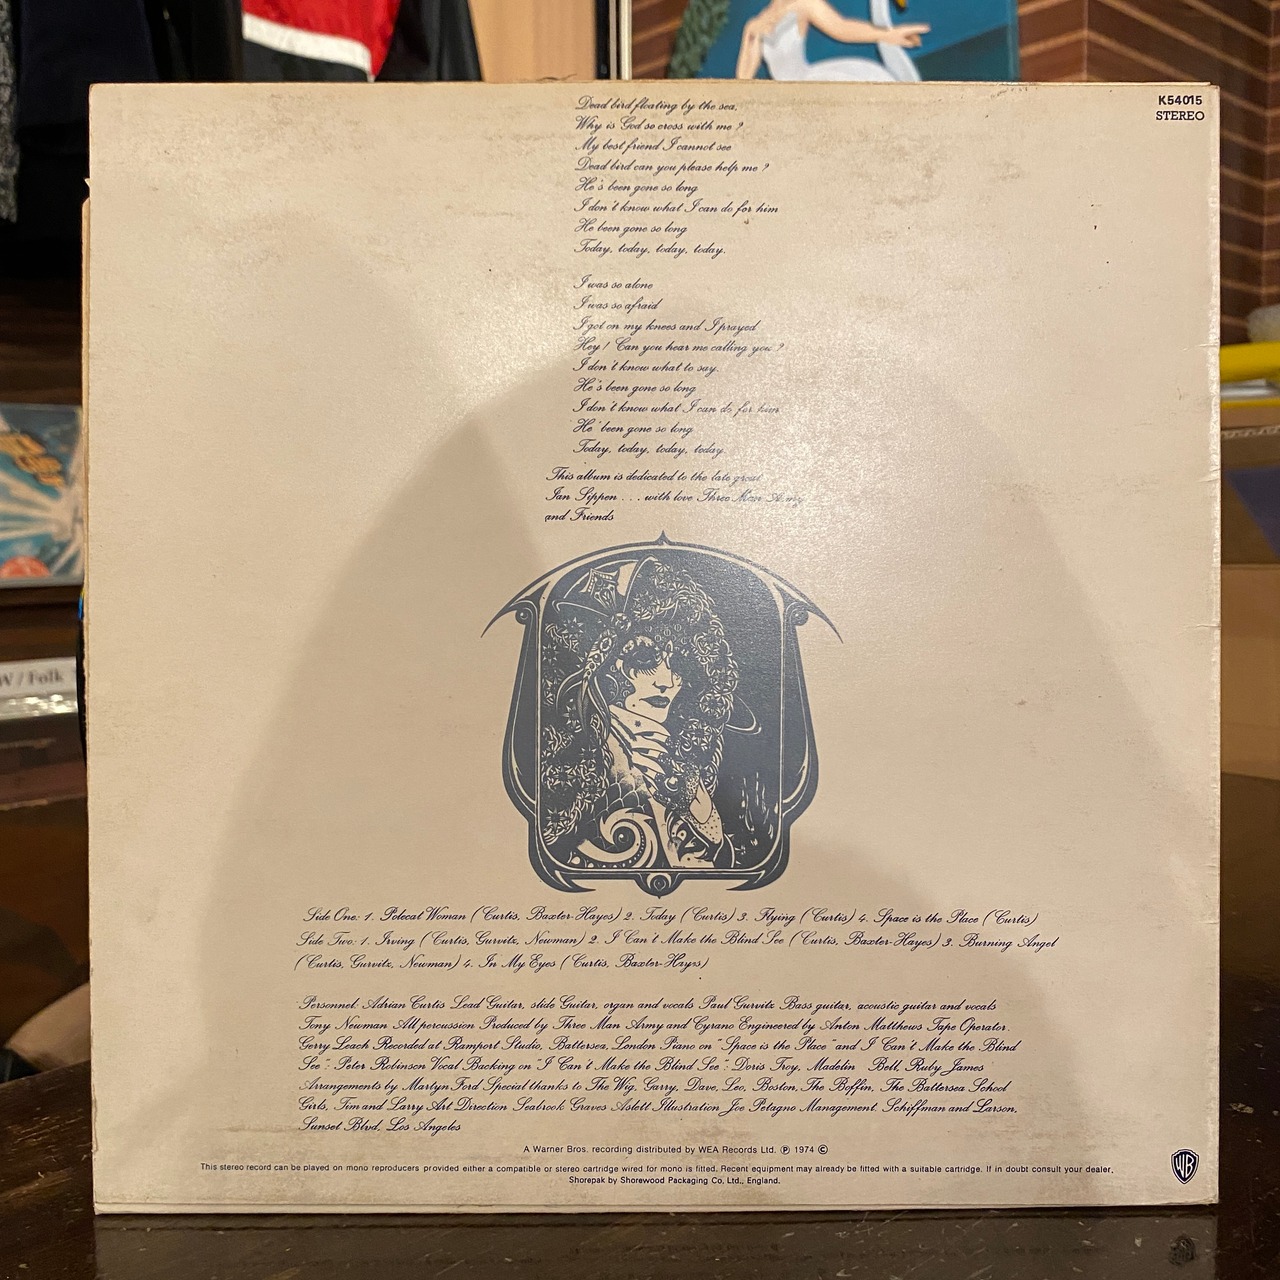 K54015
STEREO
Dead bird floating by the sea,
Why is God so cross with me?
My best friend I cannot see
Dead bird can you please help me?
He's been gone so long
I don't know what I can do for him
He been gone so long
Today, today, today, today.
I was so alone
I was so afraid
I got on my knees and I prayed
Hey! Can you hear me calling you?
I don't know what to say.
He's been gone so long
I don't know what I can do for him
He' been gone so long
Today, today, today, today.
This album is dedicated to the late great
Ian Sippen . . . with love Three Man Army
and Friends
Side One: 1. Polecat Woman (Curtis, Baxter-Hayes) 2. Today (Curtis) 3. Flying (Curtis) 4. Space is the Place (Curtis)
Side Two: 1. Irving (Curtis, Gurvitz, Newman) 2. I Can't Make the Blind See (Curtis, Baxter-Hayes) 3. Burning Angel
(Curtis, Gurvitz, Newman) 4. In My Eyes (Curtis, Baxter-Hayes)
Personnel: Adrian Curtis Lead Guitar, slide Guitar, organ and vocals Paul Gurvitz Bass guitar, acoustic guitar and vocals
Tony Newman All percussion Produced by Three Man Army and Cyrano Engineered by Anton Matthews Tape Operator.
Gerry Leach Recorded at Ramport Studio, Battersea, London Piano on "Space is the Place" and I Can't Make the Blind
See": Peter Robinson Vocal Backing on "I Can't Make the Blind See": Doris Troy, Madelin Bell, Ruby James
Arrangements by Martyn Ford Special thanks to The Wig, Garry, Dave, Leo, Boston, The Boffin, The Battersea School
Girls, Tim and Larry Art Direction Seabrook Graves Aslett Illustration Joe Petagno Management. Schiffman and Larson,
Sunset Blvd, Los Angeles
A Warner Bros. recording distributed by WEA Records Ltd. ℗ 1974 ©
This stereo record can be played on mono reproducers provided either a compatible or stereo cartridge wired for mono is fitted. Recent equipment may already be fitted with a suitable cartridge. If in doubt consult your dealer.
Shorepak by Shorewood Packaging Co. Ltd., England.
WB
W / Folk